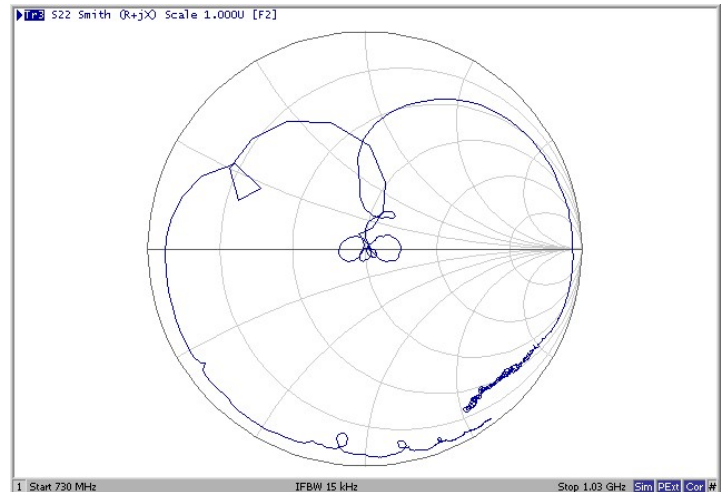 Tr3 S22 Smith (R+jX) Scale 1.000U [F2]
1 Start 730 MHz IFBW 15 kHz Stop 1.03 GHz Sim PExt Cor #